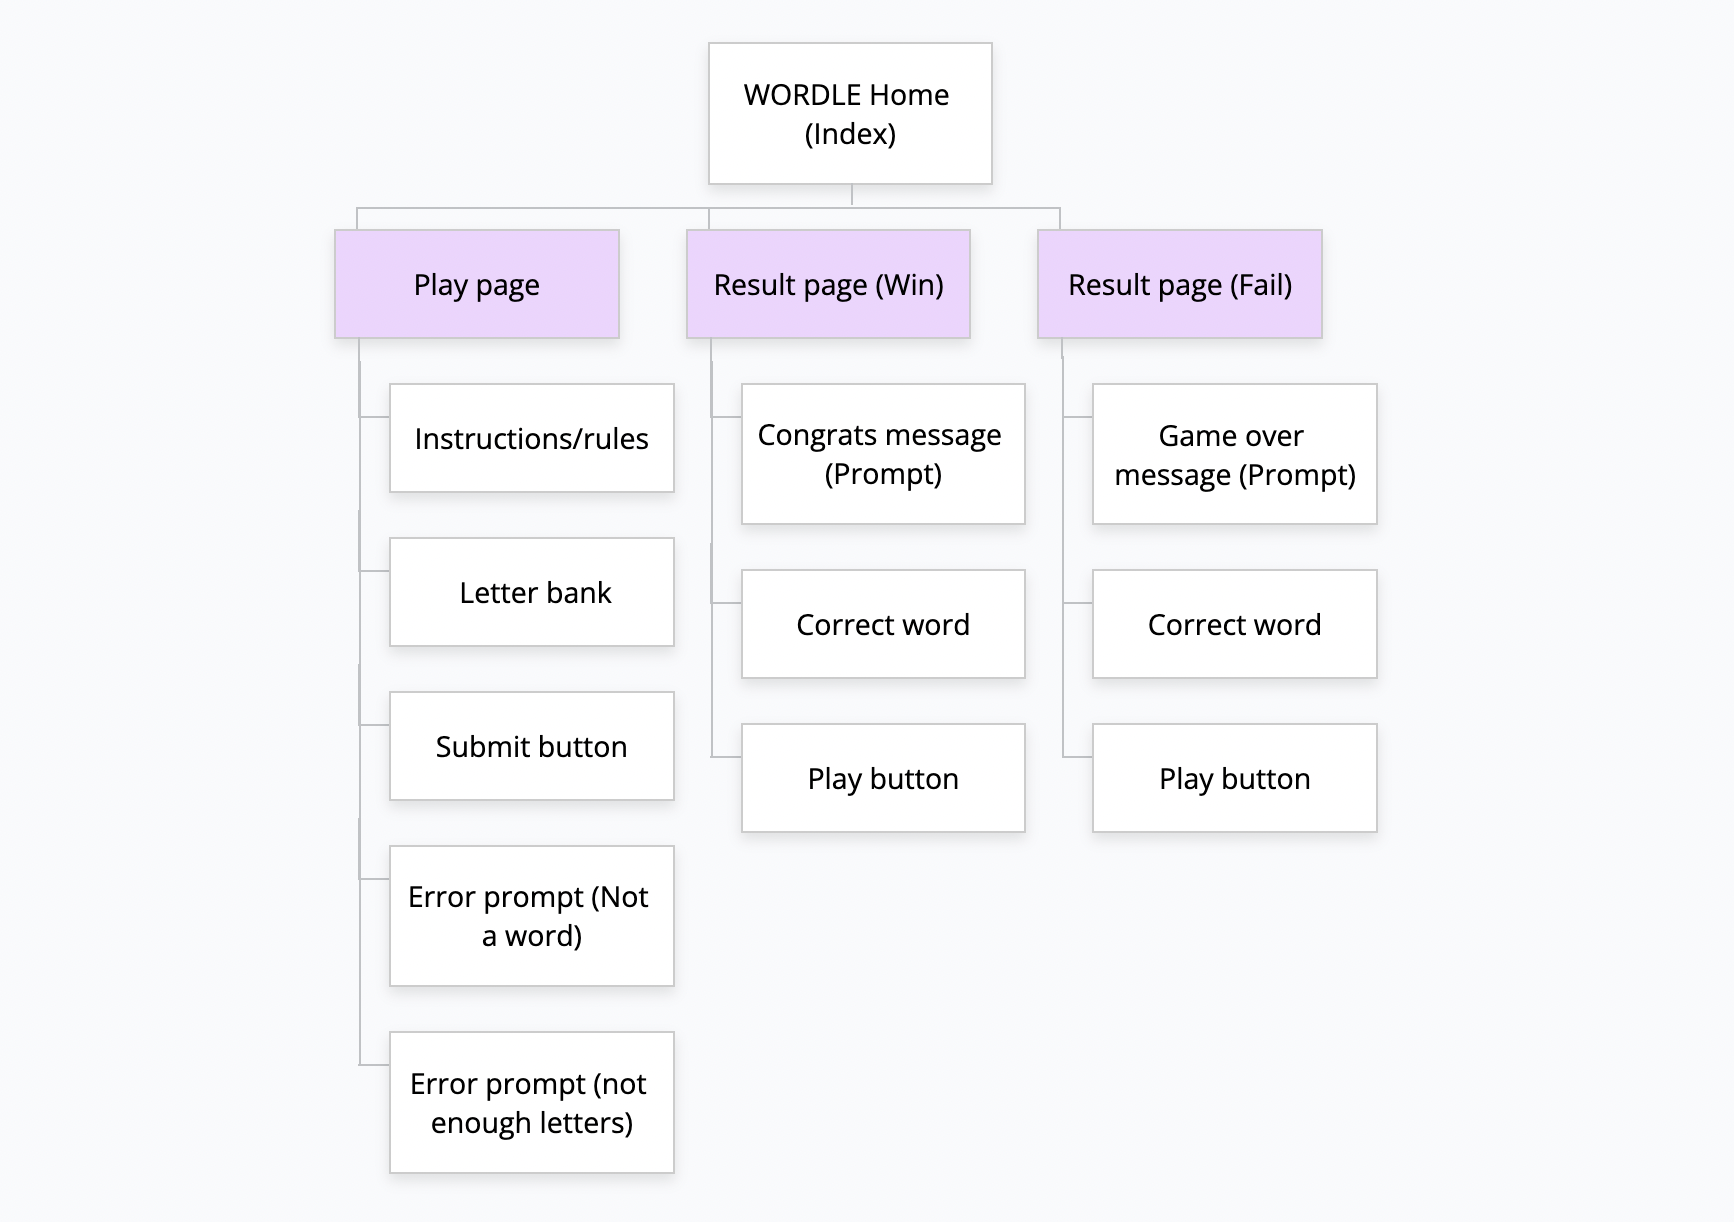 WORDLE Home
(Index)
Play page
Result page (Win)
Result page (Fail)
Instructions/rules
Letter bank
Submit button
Error prompt (Not
a word)
Error prompt (not
enough letters)
Congrats message
(Prompt)
Correct word
Play button
Game over
message (Prompt)
Correct word
Play button